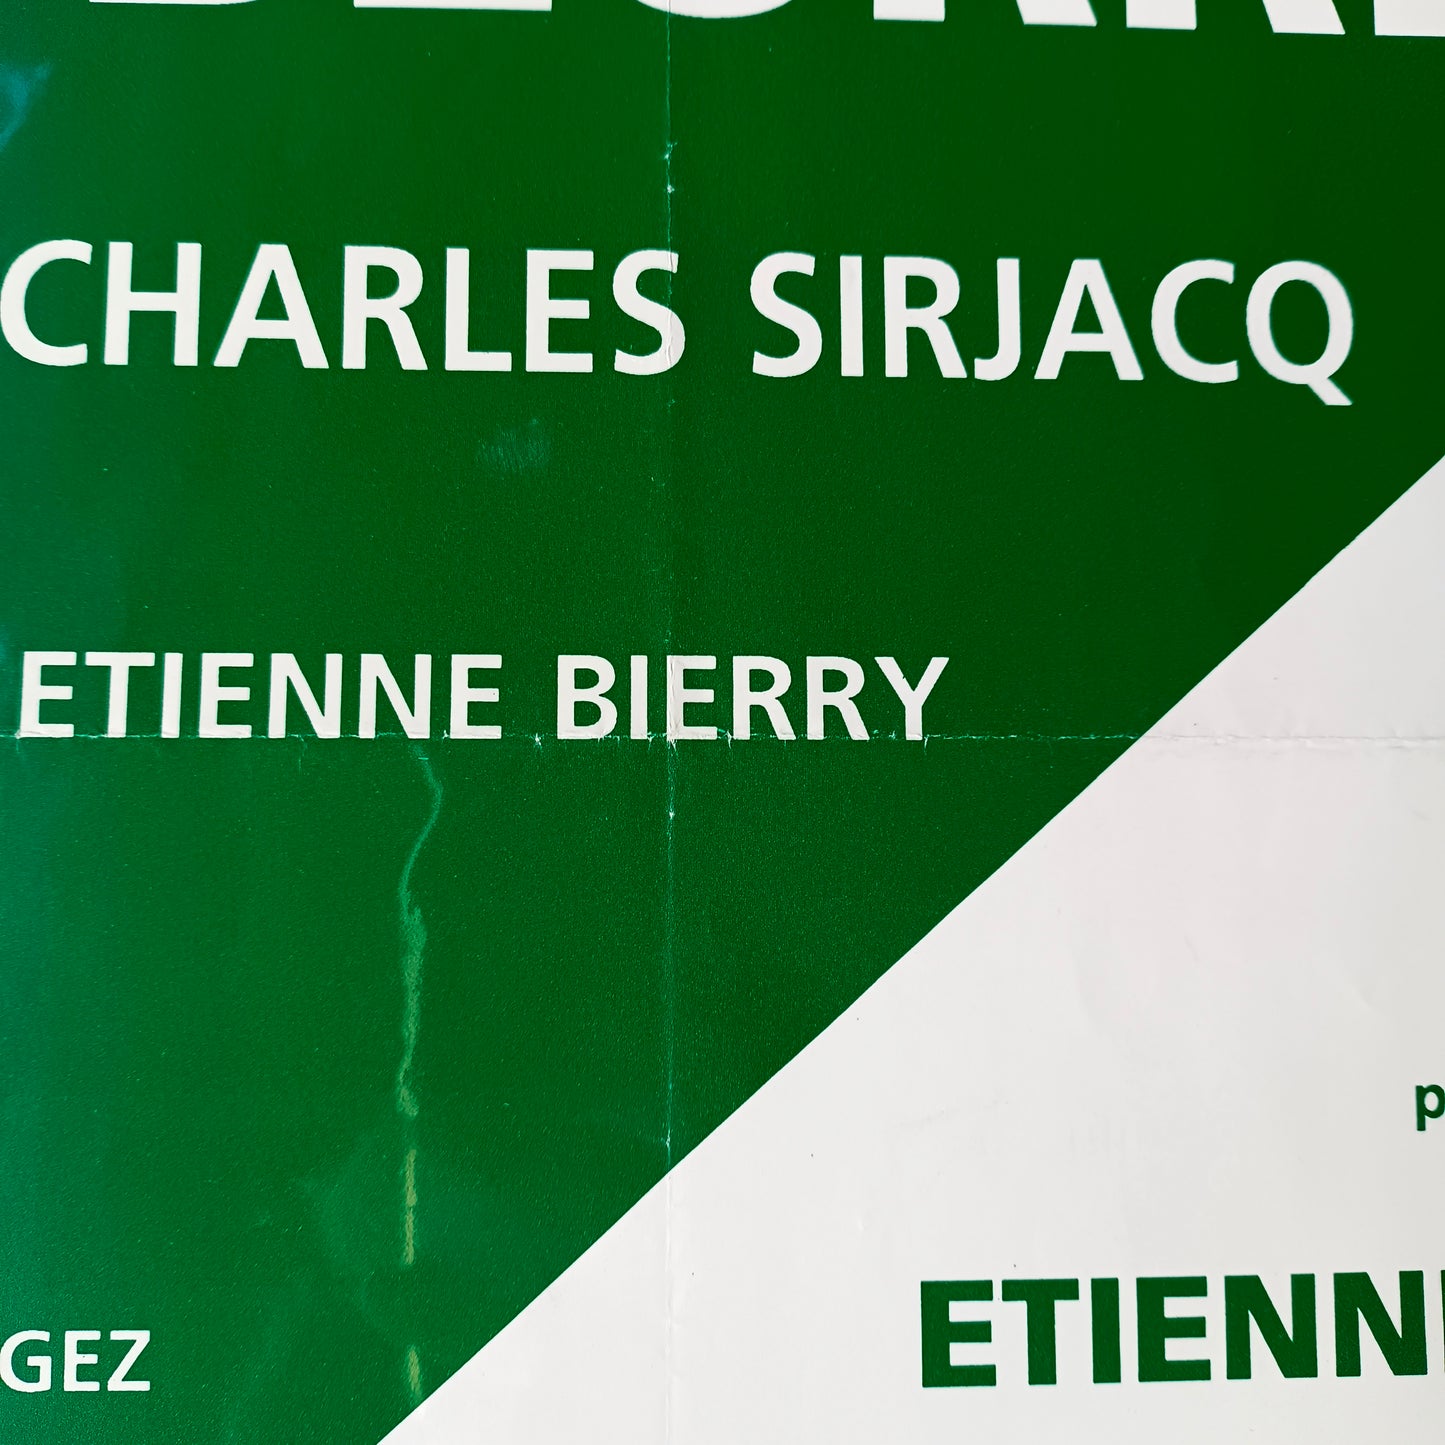 CHARLES SIRJACQ
ETIENNE BIERRY
p
ETIENN
GEZ